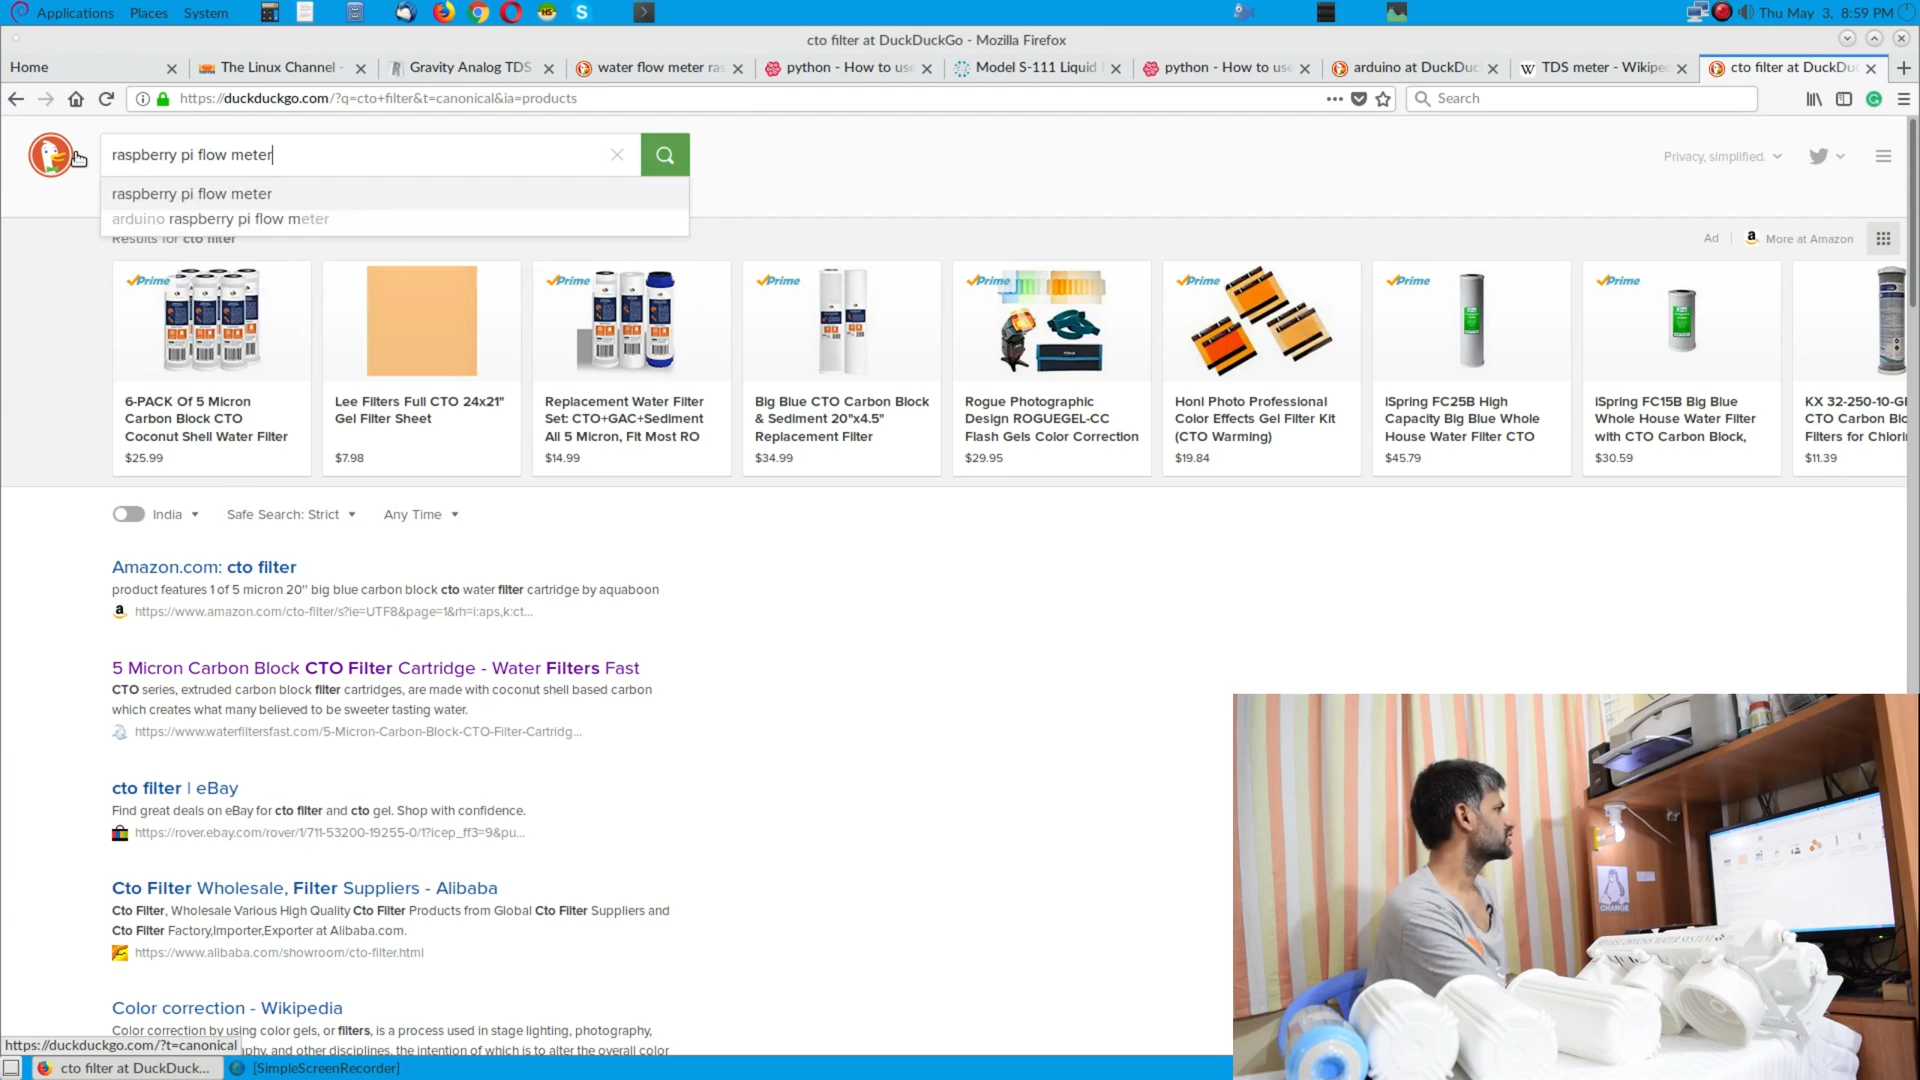 Applications Places System
Thu May 3, 8:59 PM
cto filter at DuckDuckGo - Mozilla Firefox
Home
The Linux Channel -
Gravity Analog TDS
water flow meter ras
python - How to use
Model S-111 Liquid
python - How to use
arduino at DuckDuc
TDS meter - Wikipe
cto filter at DuckDu
https://duckduckgo.com/?q=cto+filter&t=canonical&ia=products
Search
raspberry pi flow meter
Privacy, simplified.
raspberry pi flow meter
arduino raspberry pi flow meter
Results for cto filter
Ad
More at Amazon
Prime
Prime
Prime
Prime
Prime
Prime
Prime
6-PACK Of 5 Micron
Carbon Block CTO
Coconut Shell Water Filter
$25.99
Lee Filters Full CTO 24x21"
Gel Filter Sheet
$7.98
Replacement Water Filter
Set: CTO+GAC+Sediment
All 5 Micron, Fit Most RO
$14.99
Big Blue CTO Carbon Block
& Sediment 20"x4.5"
Replacement Filter
$34.99
Rogue Photographic
Design ROGUEGEL-CC
Flash Gels Color Correction
$29.95
Honl Photo Professional
Color Effects Gel Filter Kit
(CTO Warming)
$19.84
iSpring FC25B High
Capacity Big Blue Whole
House Water Filter CTO
$45.79
iSpring FC15B Big Blue
Whole House Water Filter
with CTO Carbon Block,
$30.59
KX 32-250-10-GR
CTO Carbon Blo
Filters for Chlori
$11.39
India
Safe Search: Strict
Any Time
Amazon.com: cto filter
product features 1 of 5 micron 20'' big blue carbon block cto water filter cartridge by aquaboon
https://www.amazon.com/cto-filter/s?ie=UTF8&page=1&rh=i:aps,k:ct...
5 Micron Carbon Block CTO Filter Cartridge - Water Filters Fast
CTO series, extruded carbon block filter cartridges, are made with coconut shell based carbon
which creates what many believed to be sweeter tasting water.
https://www.waterfiltersfast.com/5-Micron-Carbon-Block-CTO-Filter-Cartridg...
cto filter | eBay
Find great deals on eBay for cto filter and cto gel. Shop with confidence.
https://rover.ebay.com/rover/1/711-53200-19255-0/1?icep_ff3=9&pu...
Cto Filter Wholesale, Filter Suppliers - Alibaba
Cto Filter, Wholesale Various High Quality Cto Filter Products from Global Cto Filter Suppliers and
Cto Filter Factory,Importer,Exporter at Alibaba.com.
https://www.alibaba.com/showroom/cto-filter.html
Color correction - Wikipedia
Color correction by using color gels, or filters, is a process used in stage lighting, photography,
https://duckduckgo.com/?t=canonical
phy, and other disciplines, the intention of which is to alter the overall color
cto filter at DuckDuck...
[SimpleScreenRecorder]
CHANGE